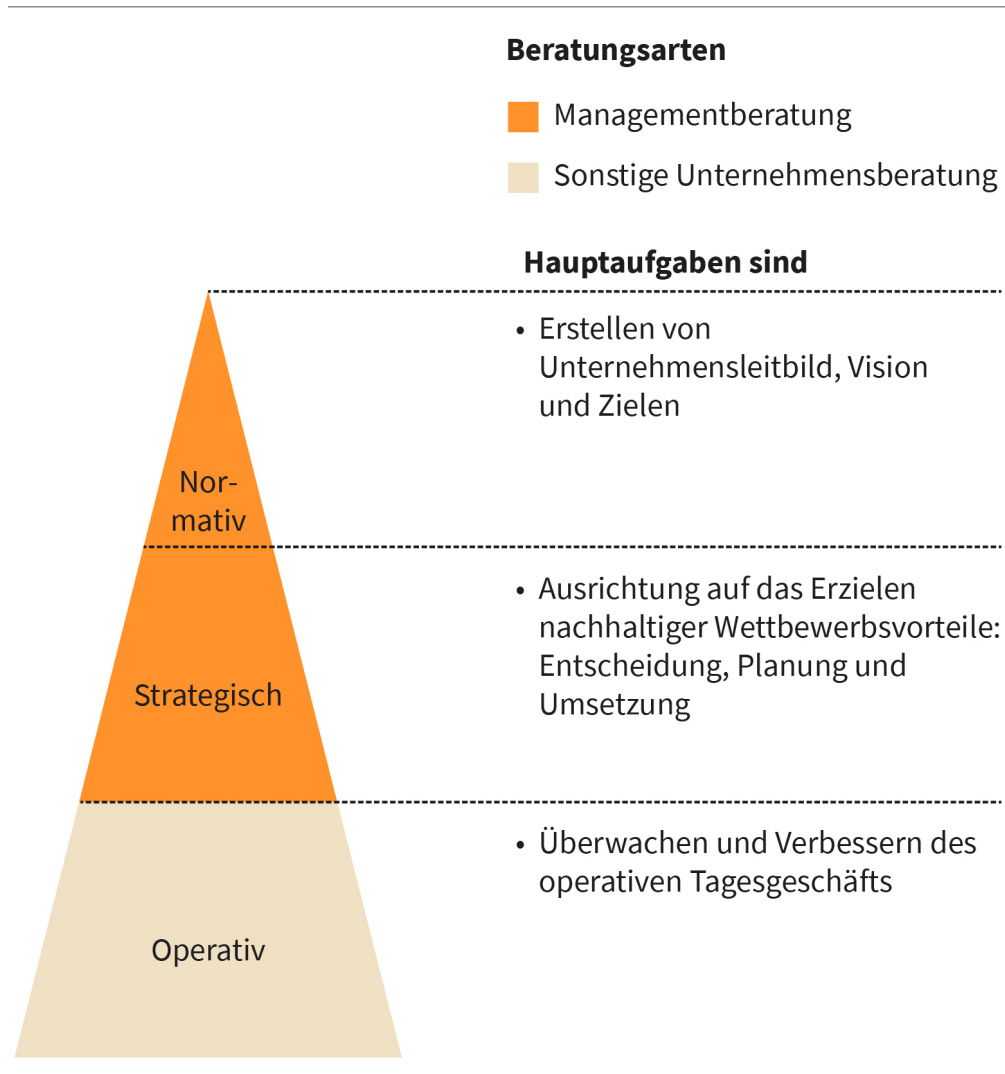 Beratungsarten
Managementberatung
Sonstige Unternehmensberatung
Hauptaufgaben sind
• Erstellen von
Unternehmensleitbild, Vision
und Zielen
Nor-
mativ
• Ausrichtung auf das Erzielen
nachhaltiger Wettbewerbsvorteile:
Entscheidung, Planung und
Umsetzung
Strategisch
• Überwachen und Verbessern des
operativen Tagesgeschäfts
Operativ